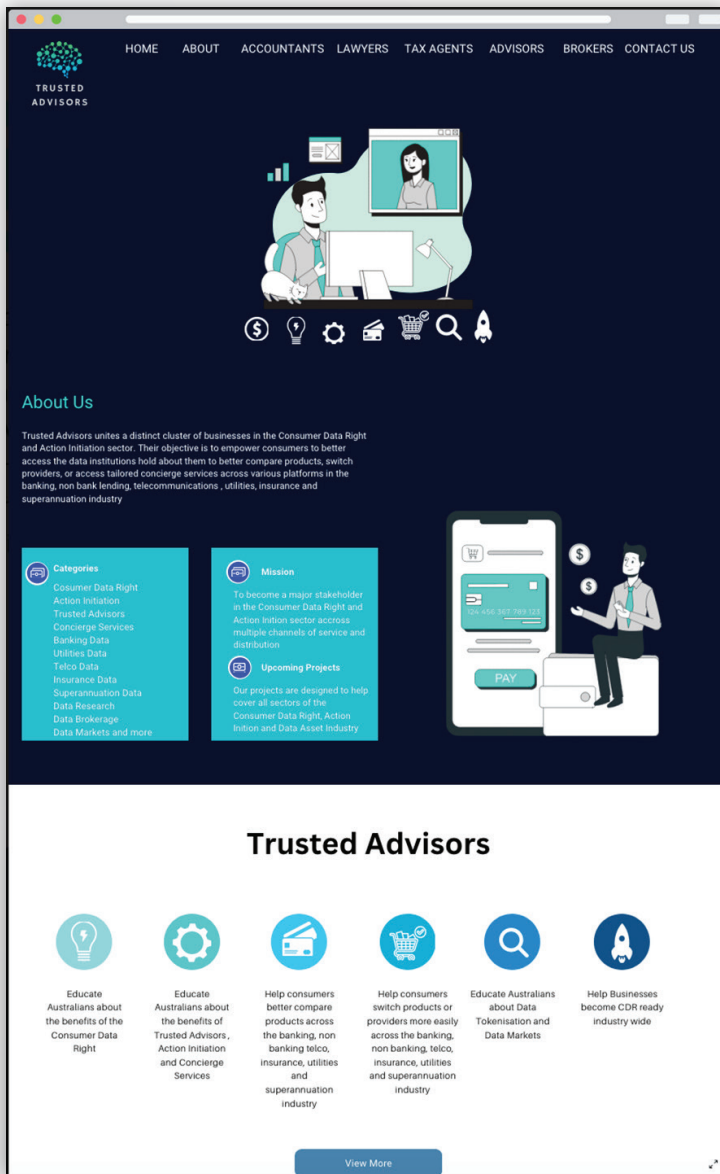 TRUSTED
ADVISORS
HOME ABOUT ACCOUNTANTS LAWYERS TAX AGENTS ADVISORS BROKERS CONTACT US
About Us
Trusted Advisors unites a distinct cluster of businesses in the Consumer Data Right
and Action Initiation sector. Their objective is to empower consumers to better
access the data institutions hold about them to better compare products, switch
providers, or access tailored concierge services across various platforms in the
banking, non bank lending, telecommunications , utilities, insurance and
superannuation industry
Categories
Cosumer Data Right
Action Initiation
Trusted Advisors
Concierge Services
Banking Data
Utilities Data
Telco Data
Insurance Data
Superannuation Data
Data Research
Data Brokerage
Data Markets and more
Mission
To become a major stakeholder
in the Consumer Data Right and
Action Inition sector accross
multiple channels of service and
distribution
Upcoming Projects
Our projects are designed to help
cover all sectors of the
Consumer Data Right, Action
Inition and Data Asset Industry
124 456 567 789 123
PAY
Trusted Advisors
Educate
Australians about
the benefits of the
Consumer Data
Right
Educate
Australians about
the benefits of
Trusted Advisors ,
Action Initiation
and Concierge
Services
Help consumers
better compare
products across
the banking, non
banking telco,
insurance, utilities
and
superannuation
industry
Help consumers
switch products or
providers more easily
across the banking,
non banking, telco,
insurance, utilities
and superannuation
industry
Educate Australians
about Data
Tokenisation and
Data Markets
Help Businesses
become CDR ready
industry wide
View More